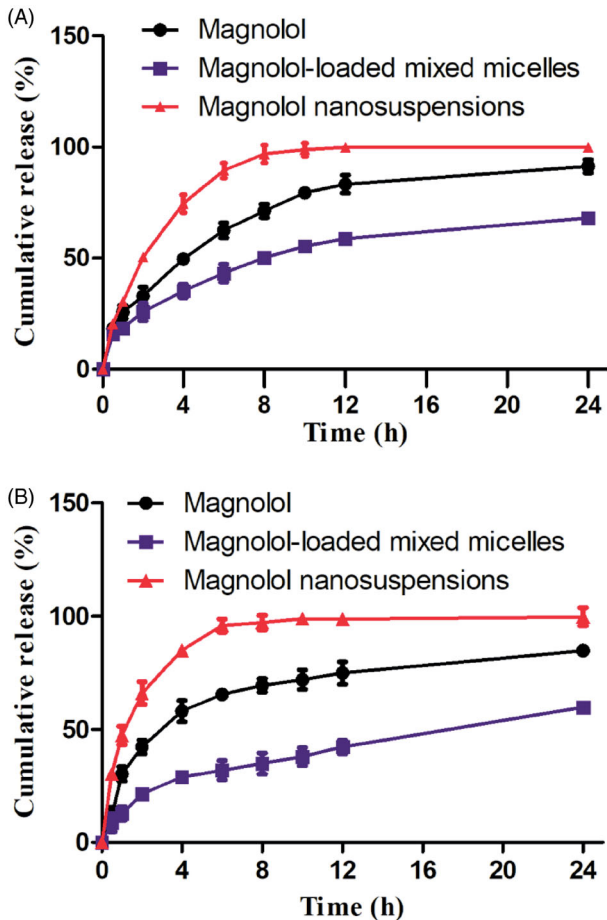 (A)
150
Magnolol
Magnolol-loaded mixed micelles
Magnolol nanosuspensions
100
50
0
Cumulative release (%)
0 4 8 12 16 20 24
Time (h)
(B)
150
Magnolol
Magnolol-loaded mixed micelles
Magnolol nanosuspensions
100
50
0
Cumulative release (%)
0 4 8 12 16 20 24
Time (h)